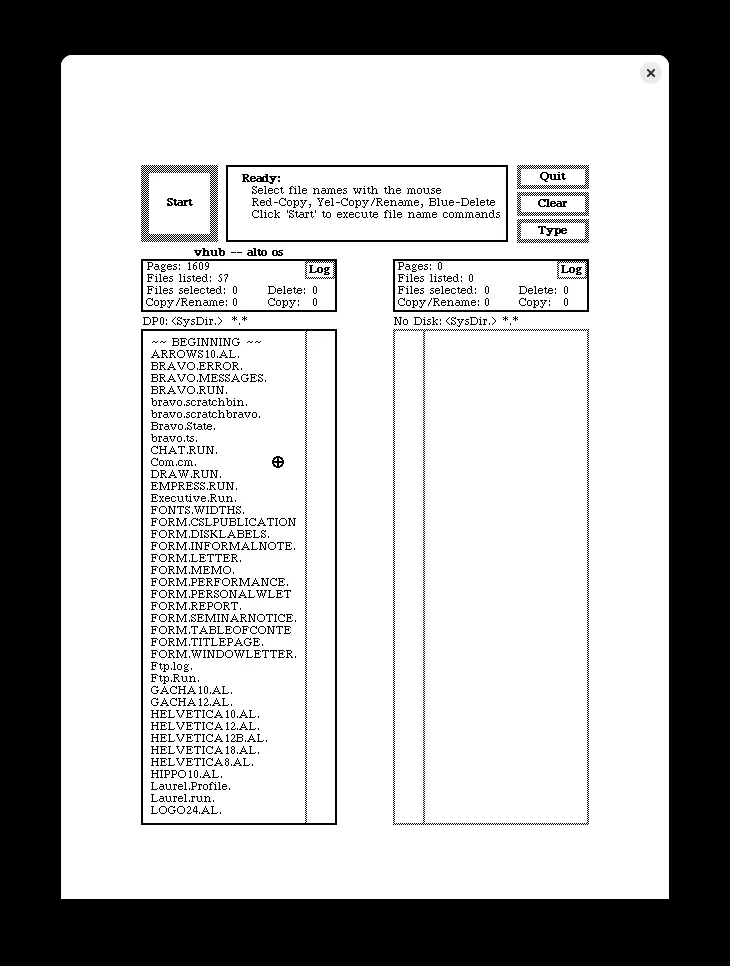 Start
Ready:
Select file names with the mouse
Red-Copy, Yel-Copy/Rename, Blue-Delete
Click 'Start' to execute file name commands
Quit
Clear
Type
vhub -- alto os
Pages: 1609
Log
Files listed: 57
Files selected: 0 Delete: 0
Copy/Rename: 0 Copy: 0
DP0: <SysDir.> *.*
~~ BEGINNING ~~
ARROWS10.AL.
BRAVO.ERROR.
BRAVO.MESSAGES.
BRAVO.RUN.
bravo.scratchbin.
bravo.scratchbravo.
Bravo.State.
bravo.ts.
CHAT.RUN.
Com.cm.
DRAW.RUN.
EMPRESS.RUN.
Executive.Run.
FONTS.WIDTHS.
FORM.CSLPUBLICATION
FORM.DISKLABELS.
FORM.INFORMALNOTE.
FORM.LETTER.
FORM.MEMO.
FORM.PERFORMANCE.
FORM.PERSONALWLET
FORM.REPORT.
FORM.SEMINARNOTICE.
FORM.TABLEOFCONTE
FORM.TITLEPAGE.
FORM.WINDOWLETTER.
Ftp.log.
Ftp.Run.
GACHA10.AL.
GACHA12.AL.
HELVETICA10.AL.
HELVETICA12.AL.
HELVETICA12B.AL.
HELVETICA18.AL.
HELVETICA8.AL.
HIPPO10.AL.
Laurel.Profile.
Laurel.run.
LOGO24.AL.
Pages: 0
Log
Files listed: 0
Files selected: 0 Delete: 0
Copy/Rename: 0 Copy: 0
No Disk: <SysDir.> *.*